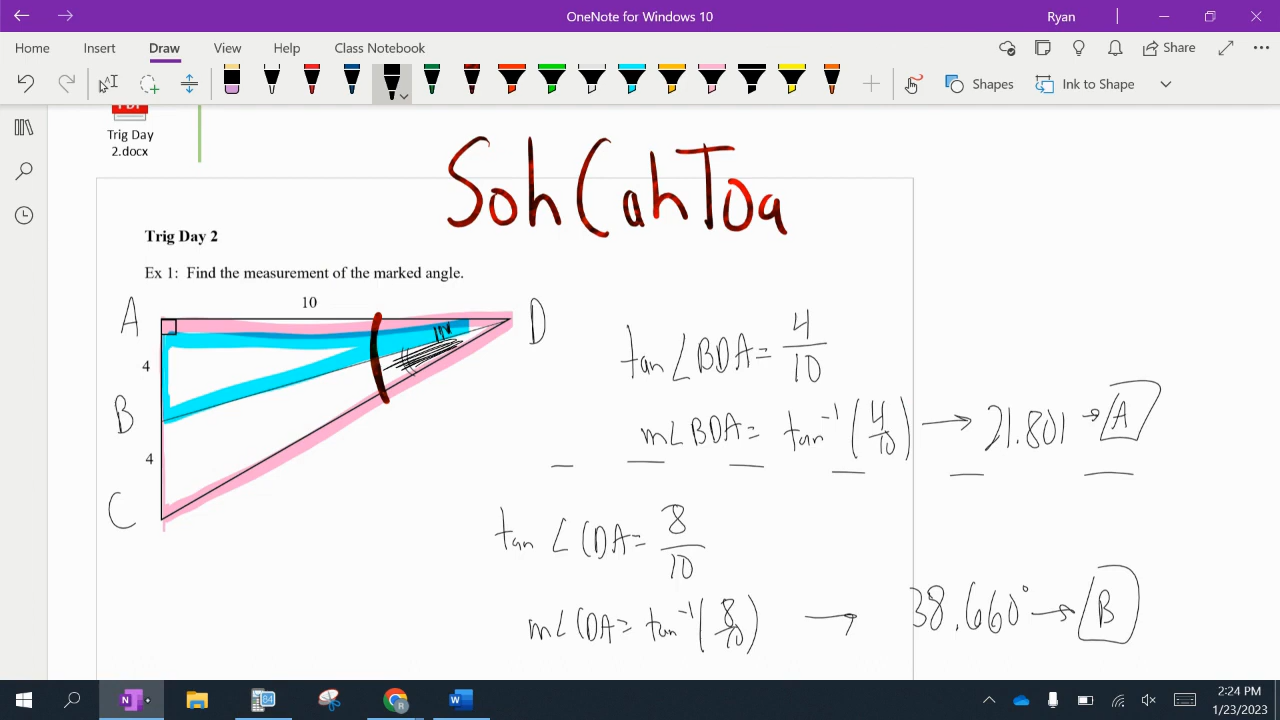 OneNote for Windows 10
Ryan
Home Insert Draw View Help Class Notebook
Share
Shapes
Ink to Shape
PDF
Trig Day
2.docx
SohCahToa
Trig Day 2
Ex 1: Find the measurement of the marked angle.
10
A
D
4
B
4
C
tan∠BDA = 4/10
m∠BDA = tan⁻¹(4/10) → 21.801 → A
tan∠CDA = 8/10
m∠CDA = tan⁻¹(8/10) → 38.660° → B
2:24 PM
1/23/2023